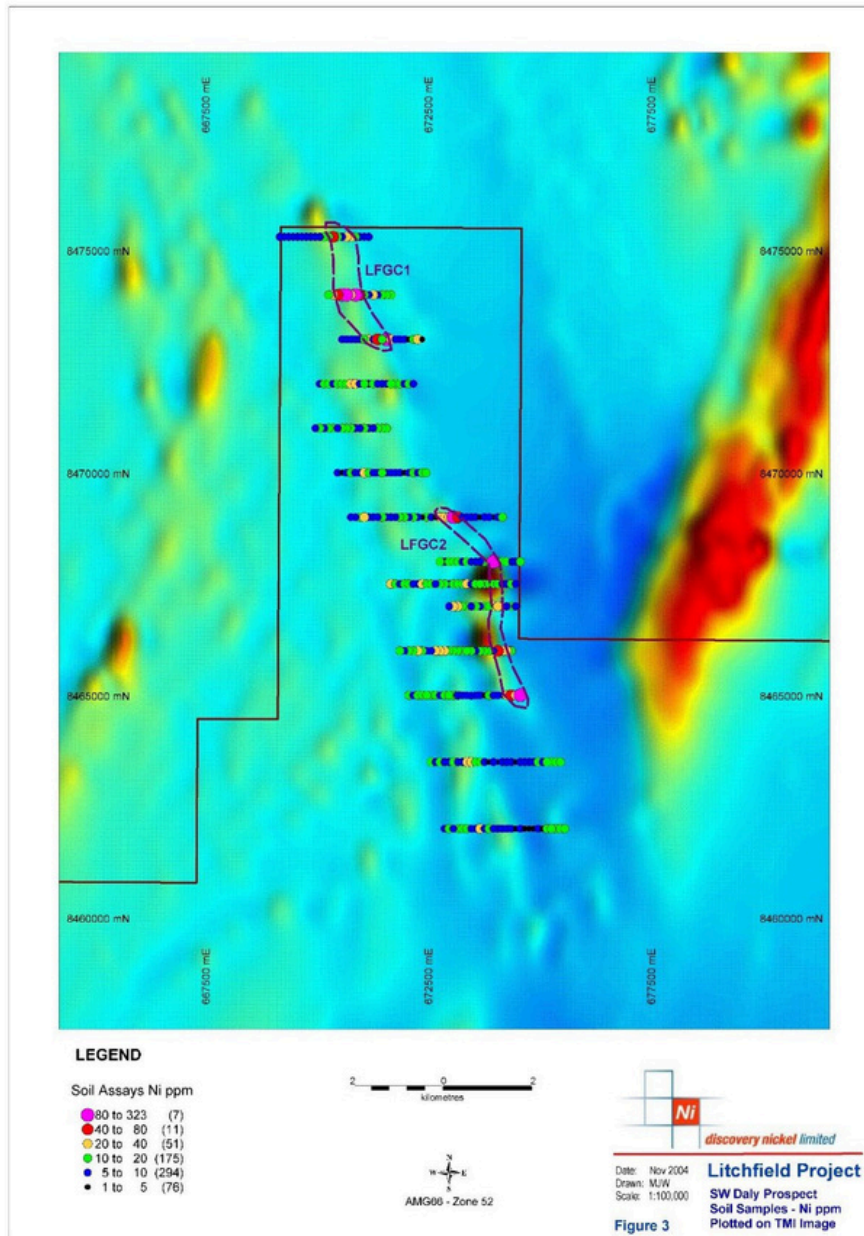 667500 mE
672500 mE
677500 mE
8475000 mN
8475000 mN
LFGC1
8470000 mN
8470000 mN
LFGC2
8465000 mN
8465000 mN
8460000 mN
8460000 mN
667500 mE
672500 mE
677500 mE
LEGEND
Soil Assays Ni ppm
80 to 323 (7)
40 to 80 (11)
20 to 40 (51)
10 to 20 (175)
5 to 10 (294)
1 to 5 (76)
2 0 2
kilometres
N
W E
S
AMG66 - Zone 52
Ni
discovery nickel limited
Date: Nov 2004
Drawn: MJW
Scale: 1:100,000
Figure 3
Litchfield Project
SW Daly Prospect
Soil Samples - Ni ppm
Plotted on TMI Image